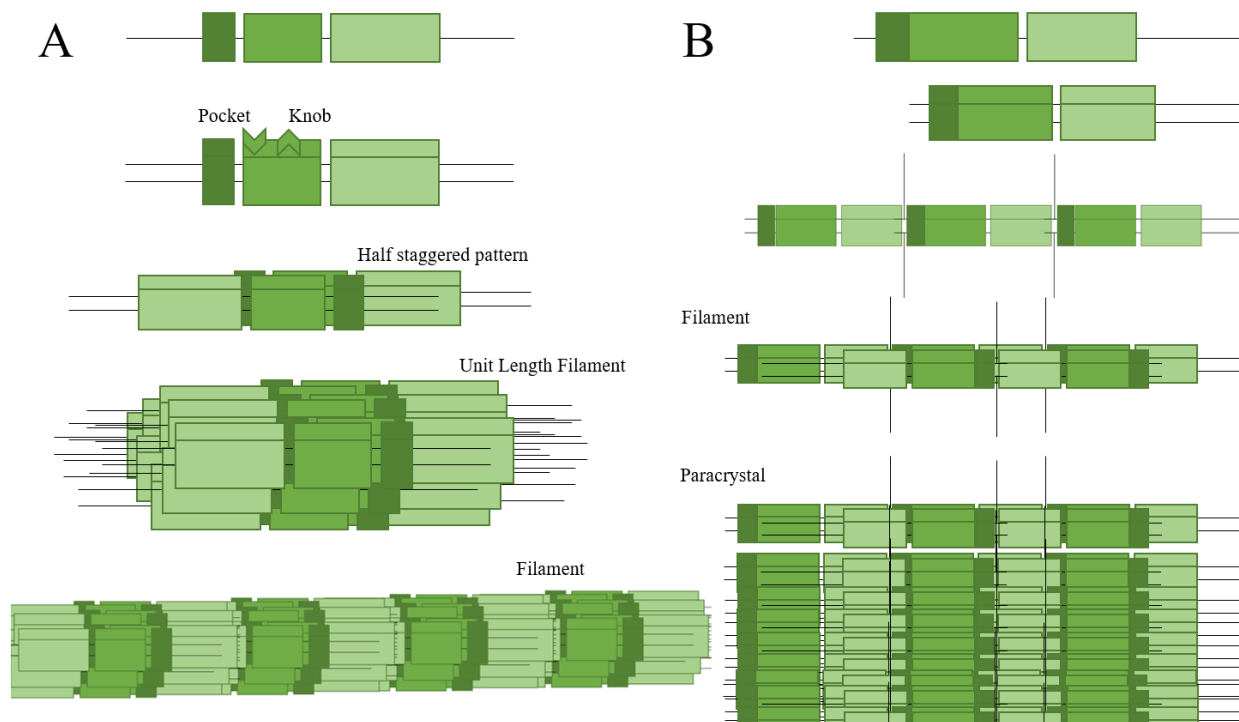 A
B
Pocket
Knob
Half staggered pattern
Unit Length Filament
Filament
Filament
Paracrystal